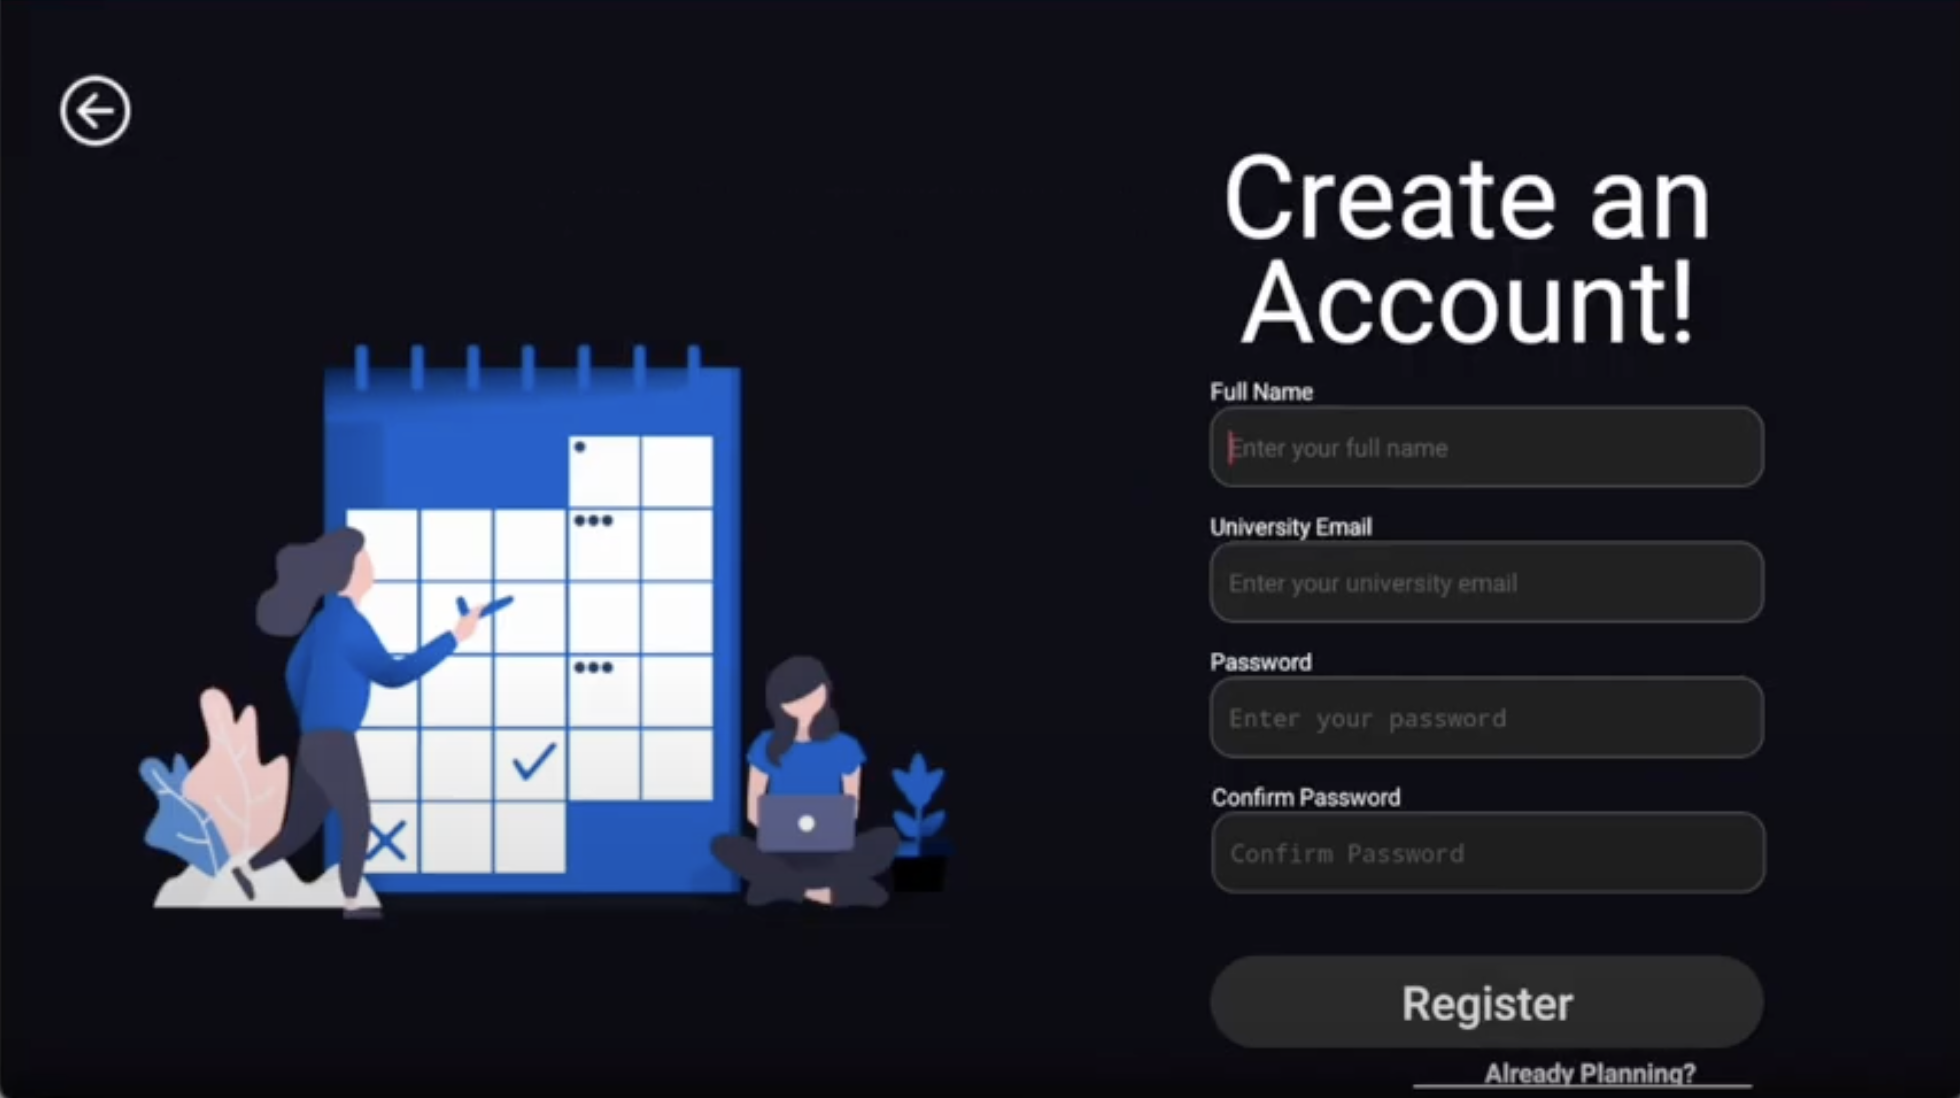 Create an
Account!
Full Name
Enter your full name
University Email
Enter your university email
Password
Enter your password
Confirm Password
Confirm Password
Register
Already Planning?